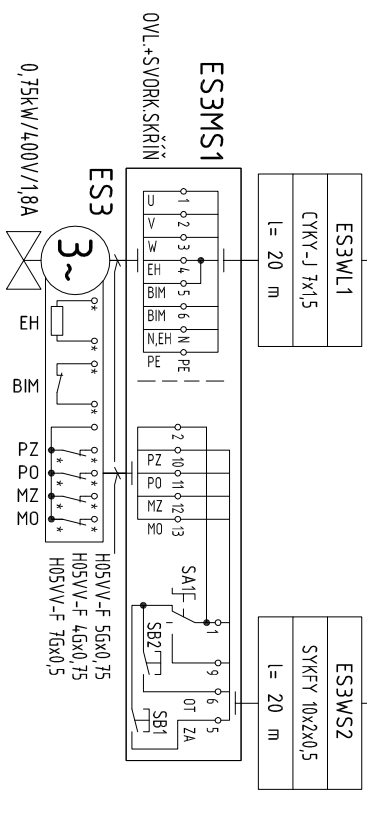 ES3WL1
CYKY-J 7x1,5
l= 20 m
ES3WS2
SYKFY 10x2x0,5
l= 20 m
ES3MS1
OVL.+SVORK.SKŘÍŇ
1 2 3 4 5 6 N PE
U V W EH BIM BIM N,EH PE
2 10 11 12 13
PZ PO MZ MO
SA1
1 9 6 5
OT ZA
SB2
SB1
ES3
3~
0,75kW/400V/1,8A
* * * *
EH
BIM
PZ * *
PO * *
MZ * *
MO * *
H05VV-F 5Gx0,75
H05VV-F 4Gx0,75
H05VV-F 7Gx0,5